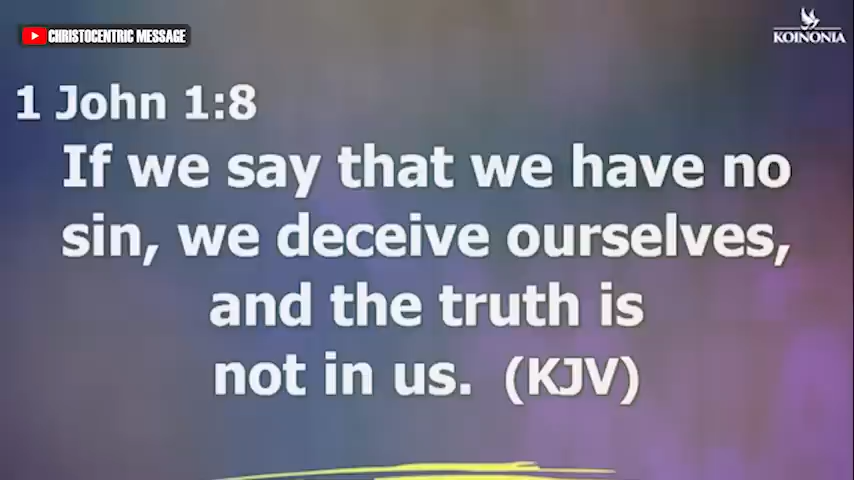 CHRISTOCENTRIC MESSAGE
KOINONIA
1 John 1:8
If we say that we have no
sin, we deceive ourselves,
and the truth is
not in us. (KJV)